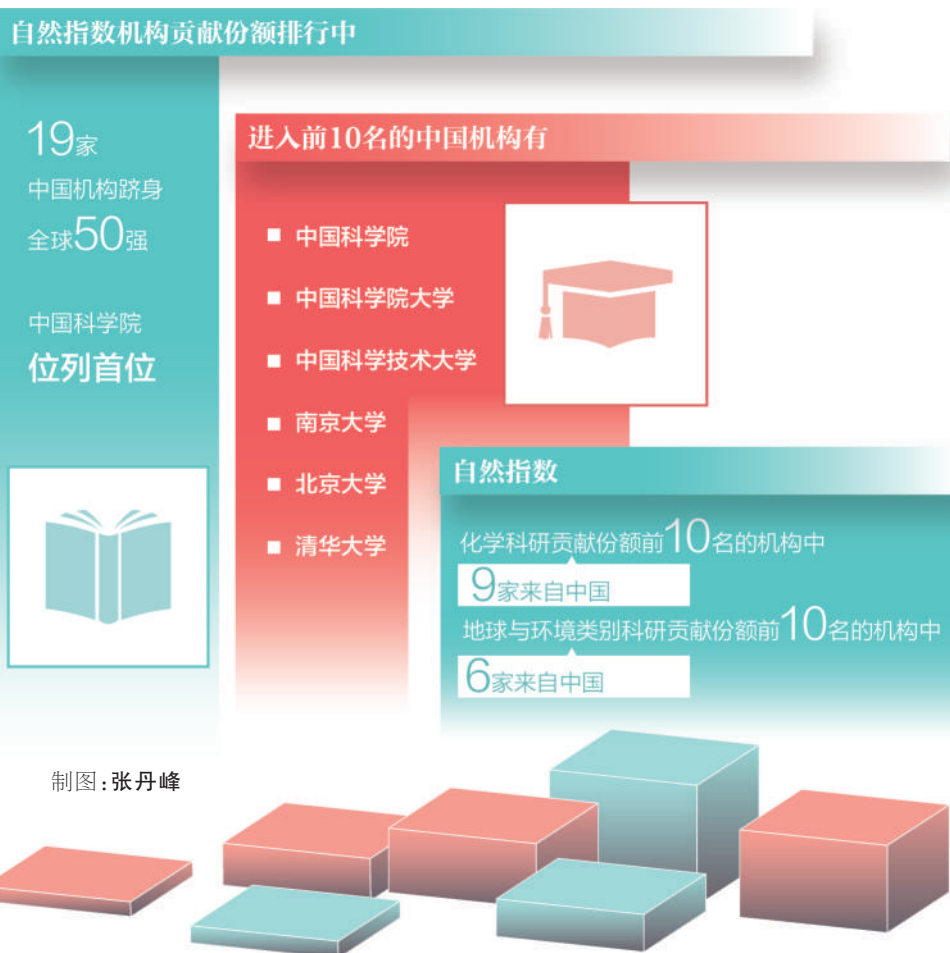 自然指数机构贡献份额排行中
19家
中国机构跻身
全球50强
中国科学院
位列首位
进入前10名的中国机构有
■ 中国科学院
■ 中国科学院大学
■ 中国科学技术大学
■ 南京大学
■ 北京大学
■ 清华大学
自然指数
化学科研贡献份额前10名的机构中
9家来自中国
地球与环境类别科研贡献份额前10名的机构中
6家来自中国
制图:张丹峰